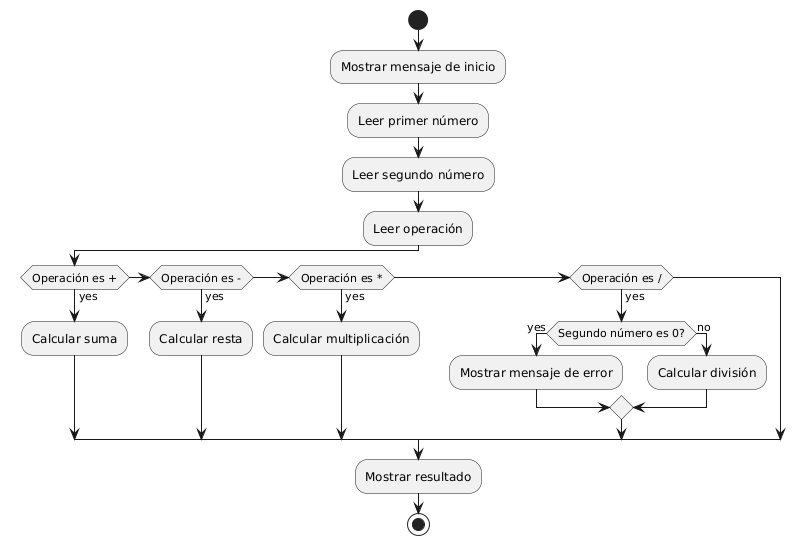 Mostrar mensaje de inicio
Leer primer número
Leer segundo número
Leer operación
Operación es +
Operación es -
Operación es *
Operación es /
yes
yes
yes
yes
Calcular suma
Calcular resta
Calcular multiplicación
yes
Segundo número es 0?
no
Mostrar mensaje de error
Calcular división
Mostrar resultado